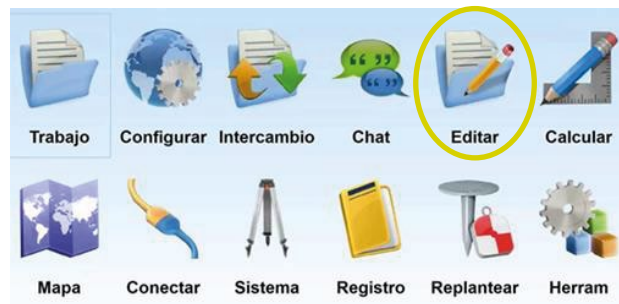 Trabajo Configurar Intercambio Chat Editar Calcular
Mapa Conectar Sistema Registro Replantear Herram